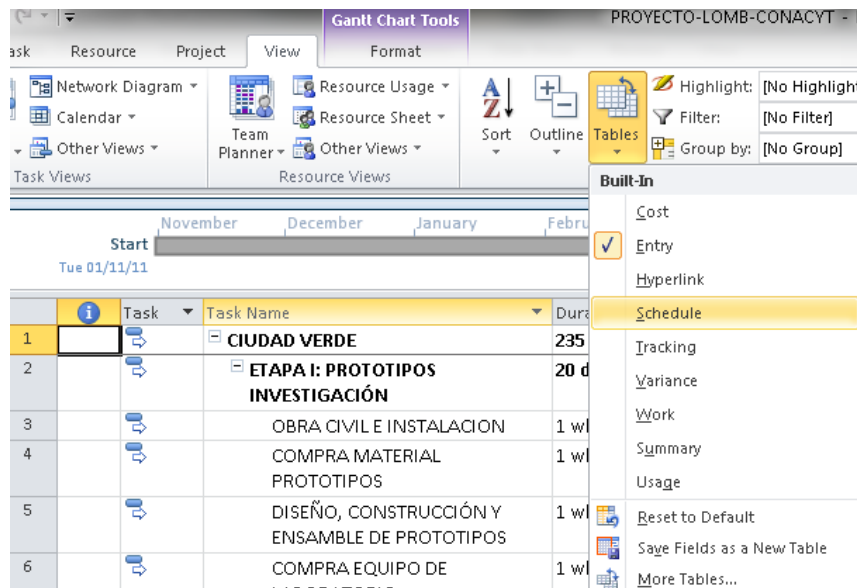 Gantt Chart Tools
PROYECTO-LOMB-CONACYT -
ask Resource Project View Format
Network Diagram
Calendar
Other Views
Task Views
Team Planner
Resource Usage
Resource Sheet
Other Views
Resource Views
Sort
Outline
Tables
Highlight: [No Highlight
Filter: [No Filter]
Group by: [No Group]
Built-In
Cost
Entry
Hyperlink
Schedule
Tracking
Variance
Work
Summary
Usage
Reset to Default
Save Fields as a New Table
More Tables...
November December January Febru
Start
Tue 01/11/11
Task Task Name Dura
1 CIUDAD VERDE 235
2 ETAPA I: PROTOTIPOS 20 d
INVESTIGACIÓN
3 OBRA CIVIL E INSTALACION 1 wl
4 COMPRA MATERIAL 1 wl
PROTOTIPOS
5 DISEÑO, CONSTRUCCIÓN Y 1 wl
ENSAMBLE DE PROTOTIPOS
6 COMPRA EQUIPO DE 1 wl